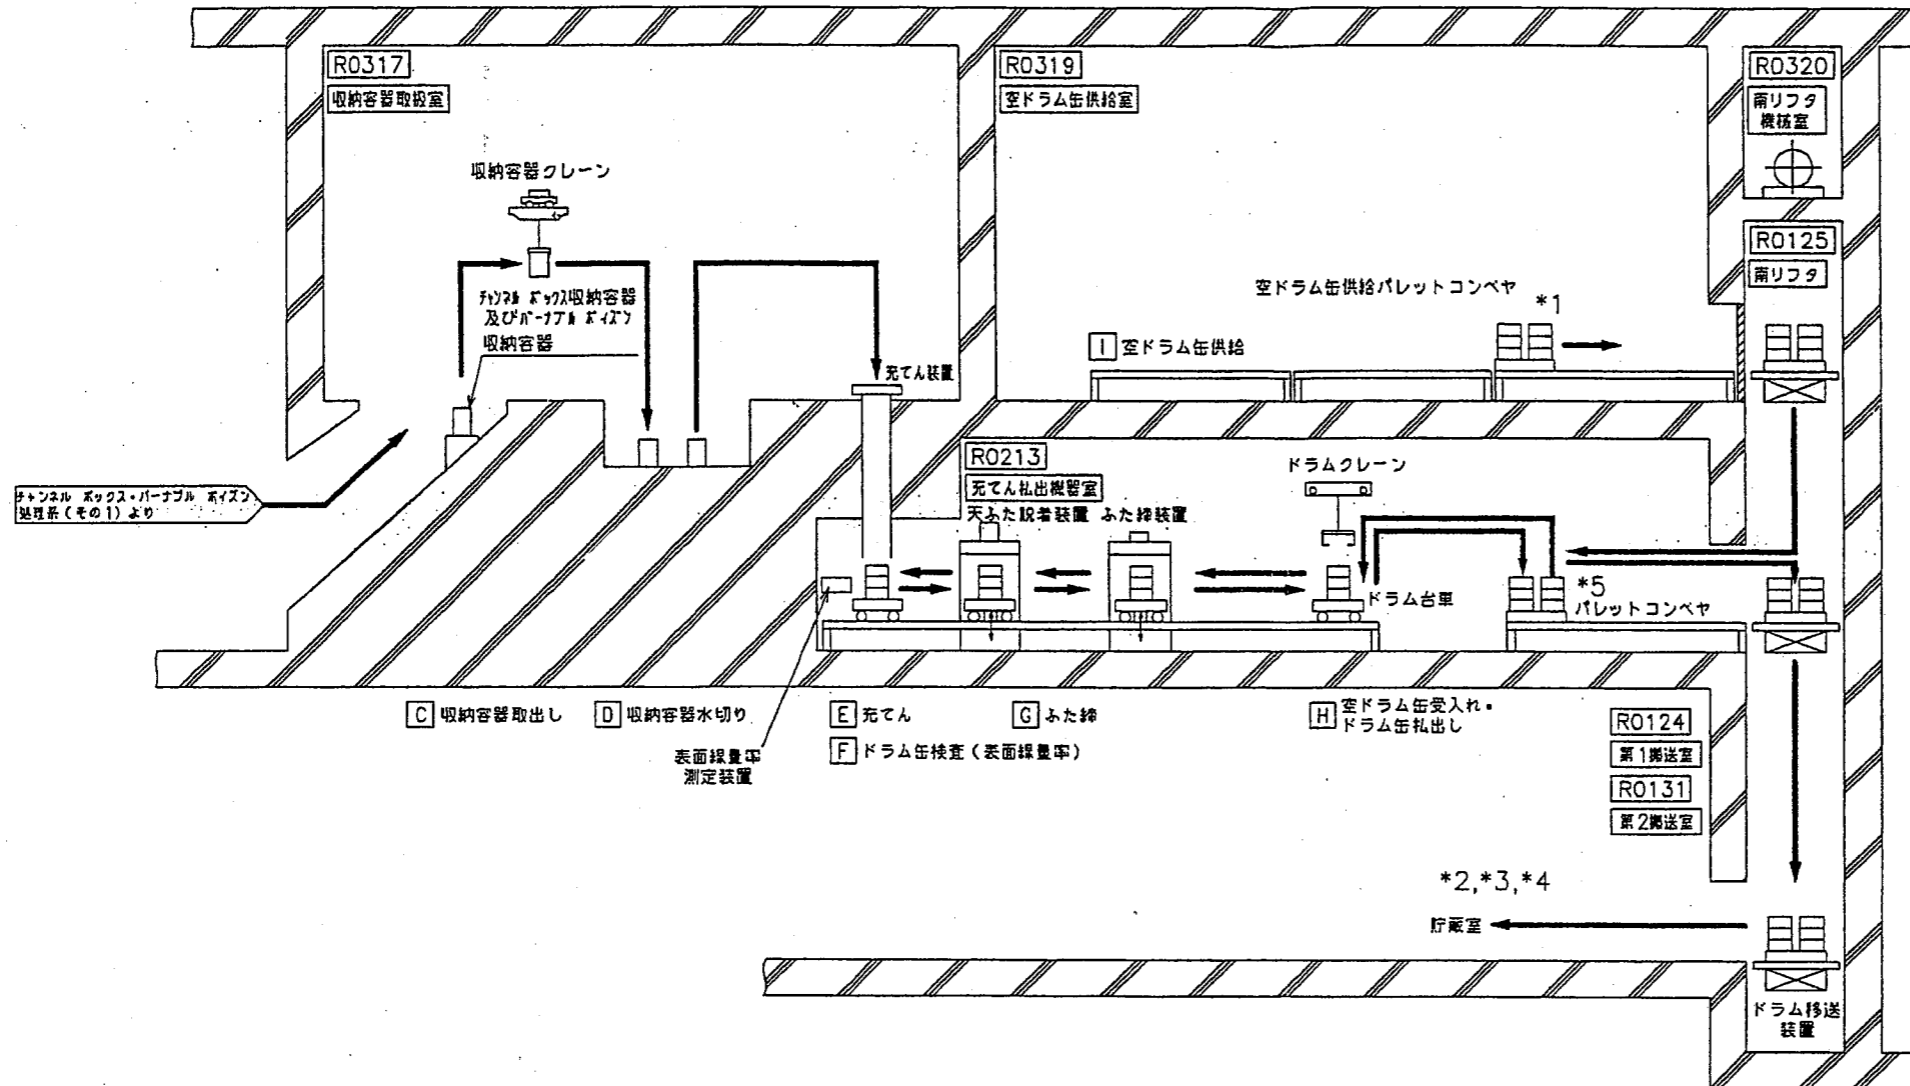 R0317
収納容器取扱室
R0319
空ドラム缶供給室
R0320
南リフタ
機械室
収納容器クレーン
R0125
南リフタ
チャンネル ボックス収納容器
及びバーナブル ポイズン
収納容器
空ドラム缶供給パレットコンベヤ
*1
I 空ドラム缶供給
充てん装置
R0213
充てん払出機器室
天ふた脱着装置 ふた締装置
ドラムクレーン
チャンネル ボックス・バーナブル ポイズン
処理系(その1)より
ドラム台車
*5
パレットコンベヤ
C 収納容器取出し
D 収納容器水切り
E 充てん
G ふた締
H 空ドラム缶受入れ・
ドラム缶払出し
F ドラム缶検査(表面線量率)
表面線量率
測定装置
R0124
第1搬送室
R0131
第2搬送室
*2,*3,*4
貯蔵室
ドラム移送
装置